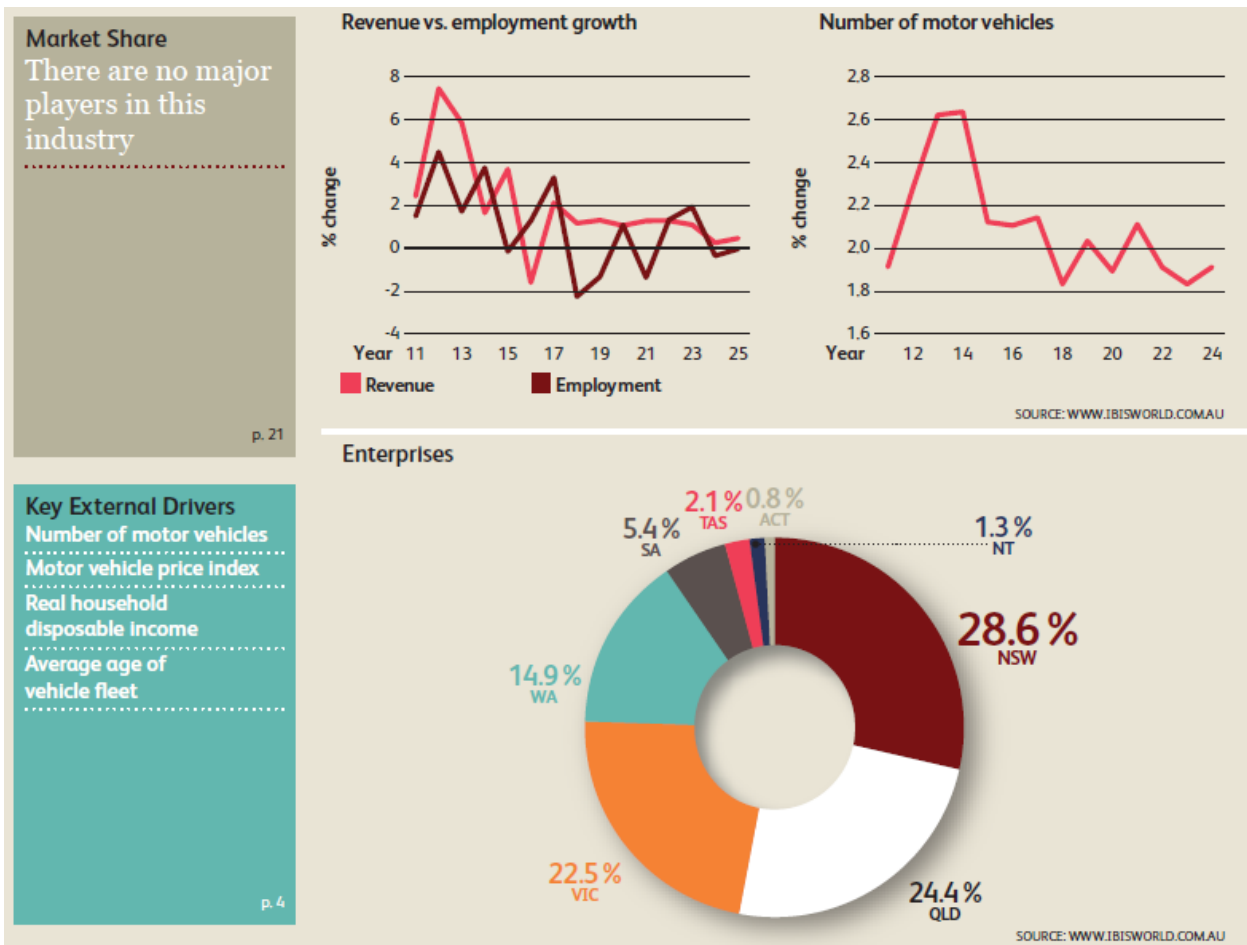 Market Share
There are no major
players in this
industry
p. 21
Key External Drivers
Number of motor vehicles
Motor vehicle price index
Real household
disposable income
Average age of
vehicle fleet
p. 4
Revenue vs. employment growth
% change
8
6
4
2
0
-2
-4
Year 11 13 15 17 19 21 23 25
Revenue Employment
Number of motor vehicles
% change
2.8
2.6
2.4
2.2
2.0
1.8
1.6
Year 12 14 16 18 20 22 24
SOURCE: WWW.IBISWORLD.COM.AU
Enterprises
5.4%
SA
2.1%
TAS
0.8%
ACT
1.3%
NT
28.6%
NSW
14.9%
WA
22.5%
VIC
24.4%
QLD
SOURCE: WWW.IBISWORLD.COM.AU